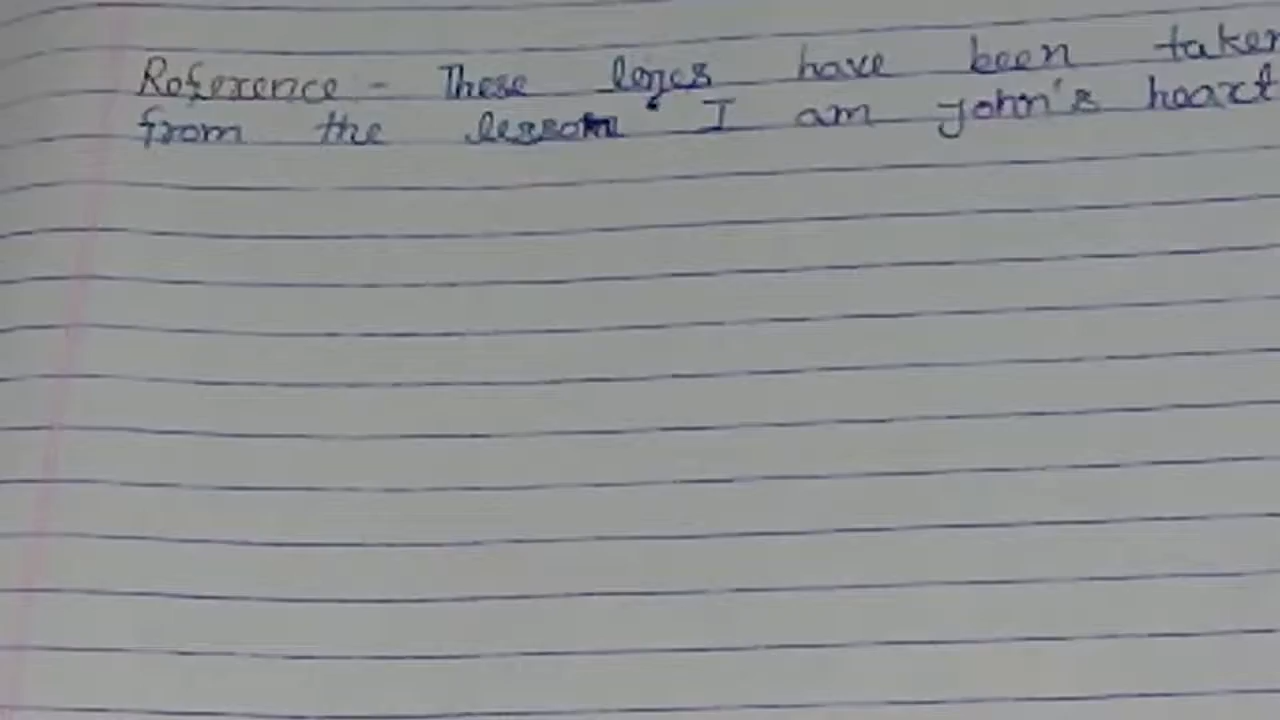 Reference - These lines have been taken
from the lesson "I am John's heart